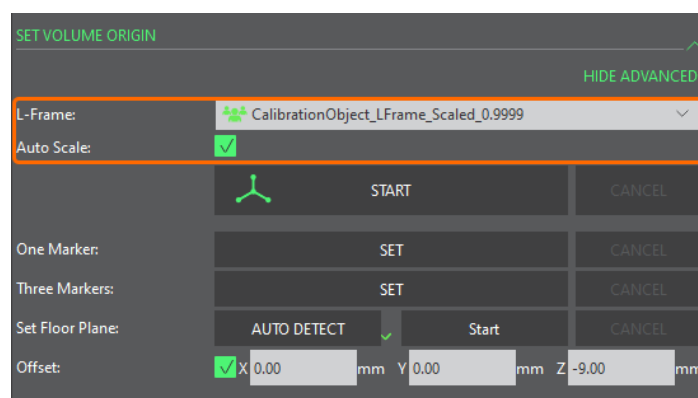 SET VOLUME ORIGIN
HIDE ADVANCED
L-Frame: CalibrationObject_LFrame_Scaled_0.9999
Auto Scale:
START CANCEL
One Marker: SET CANCEL
Three Markers: SET CANCEL
Set Floor Plane: AUTO DETECT Start CANCEL
Offset: X 0.00 mm Y 0.00 mm Z -9.00 mm